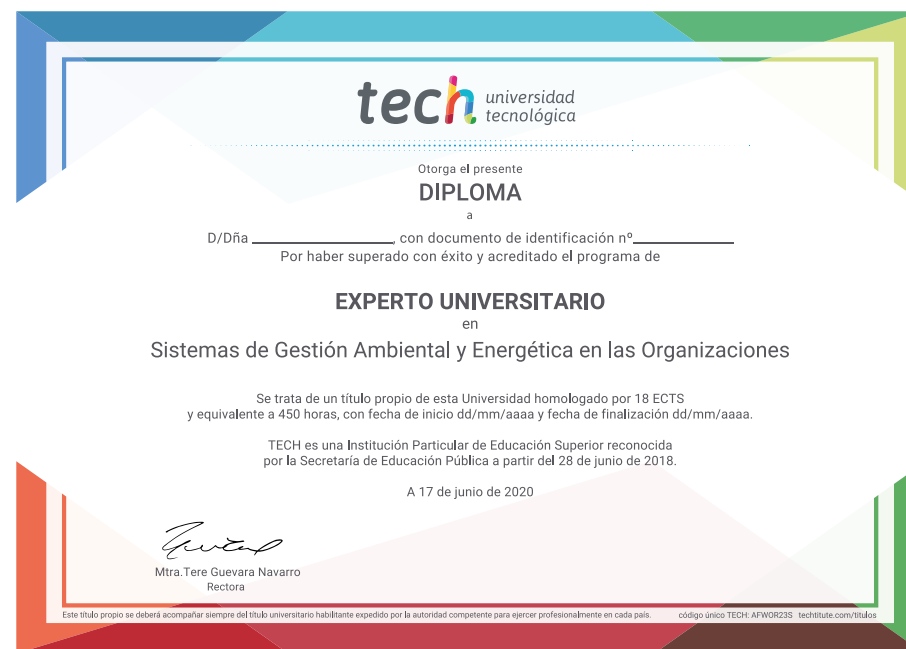 tech universidad
tecnológica
Otorga el presente
DIPLOMA
a
D/Dña ______________, con documento de identificación nº__________
Por haber superado con éxito y acreditado el programa de
EXPERTO UNIVERSITARIO
en
Sistemas de Gestión Ambiental y Energética en las Organizaciones
Se trata de un título propio de esta Universidad homologado por 18 ECTS
y equivalente a 450 horas, con fecha de inicio dd/mm/aaaa y fecha de finalización dd/mm/aaaa.
TECH es una Institución Particular de Educación Superior reconocida
por la Secretaría de Educación Pública a partir del 28 de junio de 2018.
A 17 de junio de 2020
Mtra.Tere Guevara Navarro
Rectora
Este título propio se deberá acompañar siempre del título universitario habilitante expedido por la autoridad competente para ejercer profesionalmente en cada país. código único TECH: AFWOR23S techtitute.com/titulos